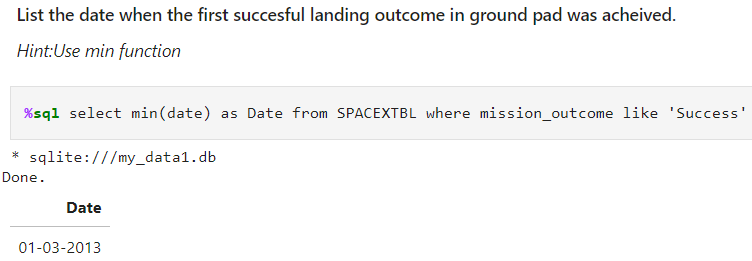 List the date when the first succesful landing outcome in ground pad was acheived.
Hint:Use min function
%sql select min(date) as Date from SPACEXTBL where mission_outcome like 'Success'
* sqlite:///my_data1.db
Done.
Date
01-03-2013